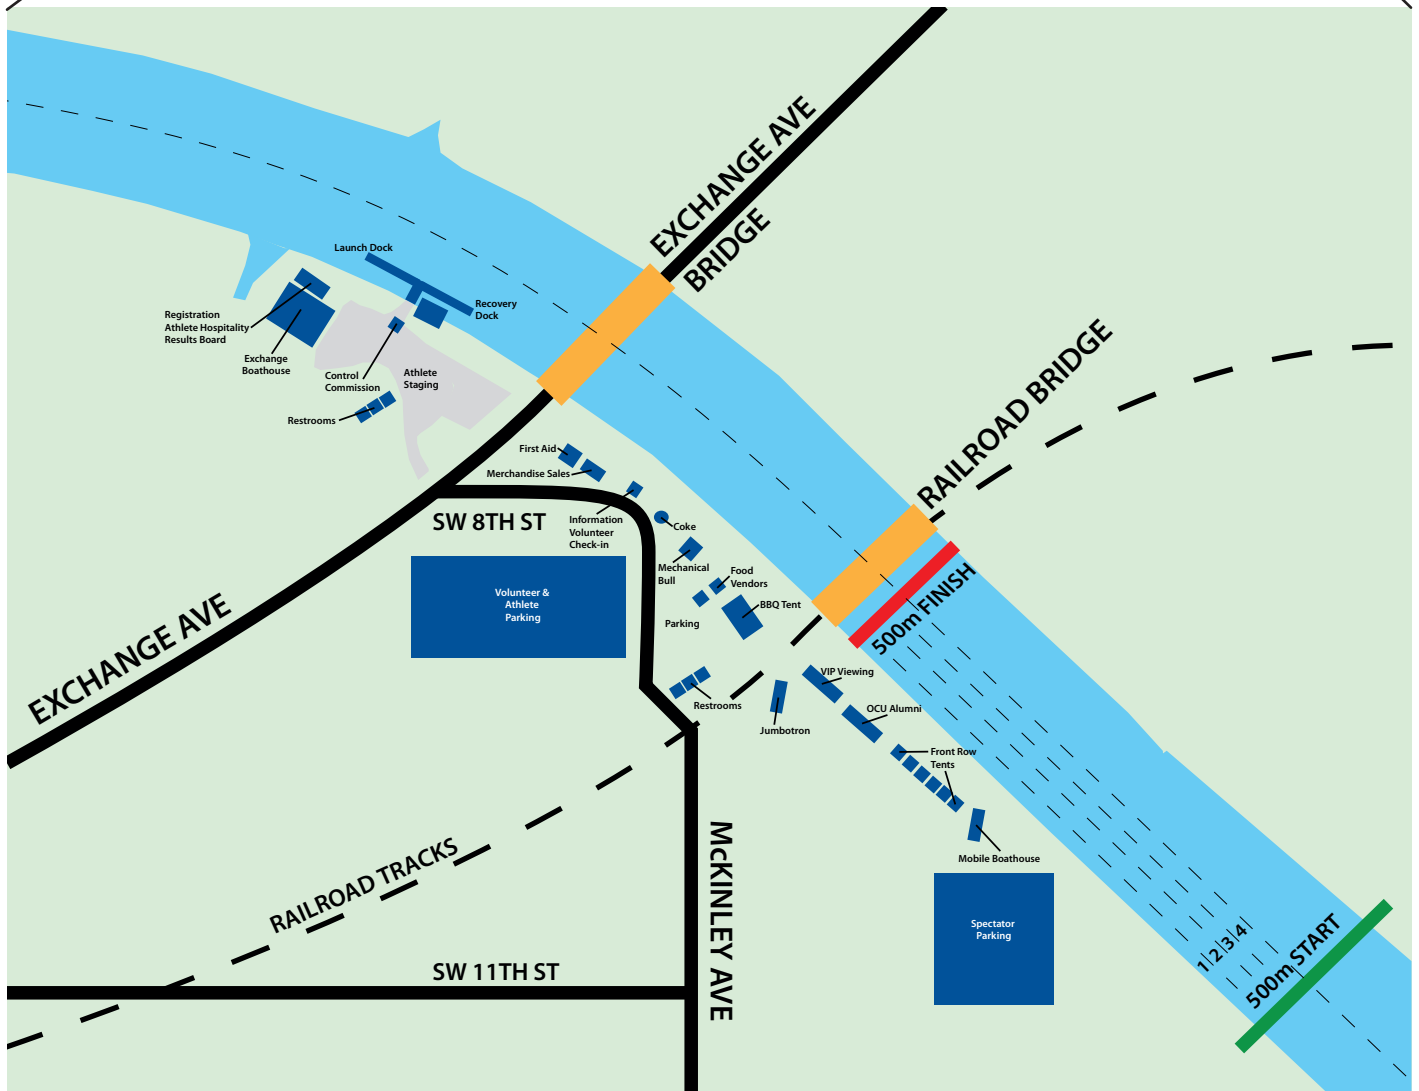 EXCHANGE AVE
BRIDGE
Launch Dock
Recovery
Dock
Registration
Athlete Hospitality
Results Board
Exchange
Boathouse
Control
Commission
Athlete
Staging
Restrooms
RAILROAD BRIDGE
First Aid
Merchandise Sales
SW 8TH ST
Information
Volunteer
Check-in
Coke
Mechanical
Bull
Food
Vendors
BBQ Tent
Parking
Volunteer &
Athlete
Parking
500m FINISH
EXCHANGE AVE
Restrooms
VIP Viewing
OCU Alumni
Jumbotron
Front Row
Tents
Mobile Boathouse
RAILROAD TRACKS
McKINLEY AVE
Spectator
Parking
1 2 3 4
500m START
SW 11TH ST